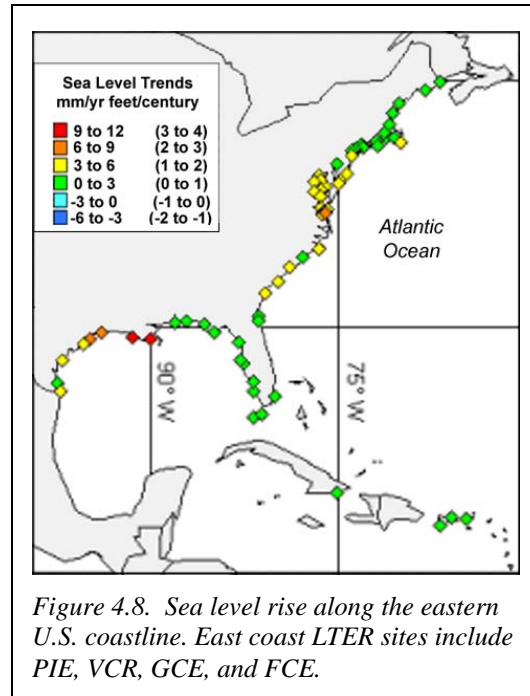 Sea Level Trends
mm/yr feet/century
9 to 12 (3 to 4)
6 to 9 (2 to 3)
3 to 6 (1 to 2)
0 to 3 (0 to 1)
-3 to 0 (-1 to 0)
-6 to -3 (-2 to -1)
Atlantic
Ocean
90° W
75° W
Figure 4.8. Sea level rise along the eastern
U.S. coastline. East coast LTER sites include
PIE, VCR, GCE, and FCE.